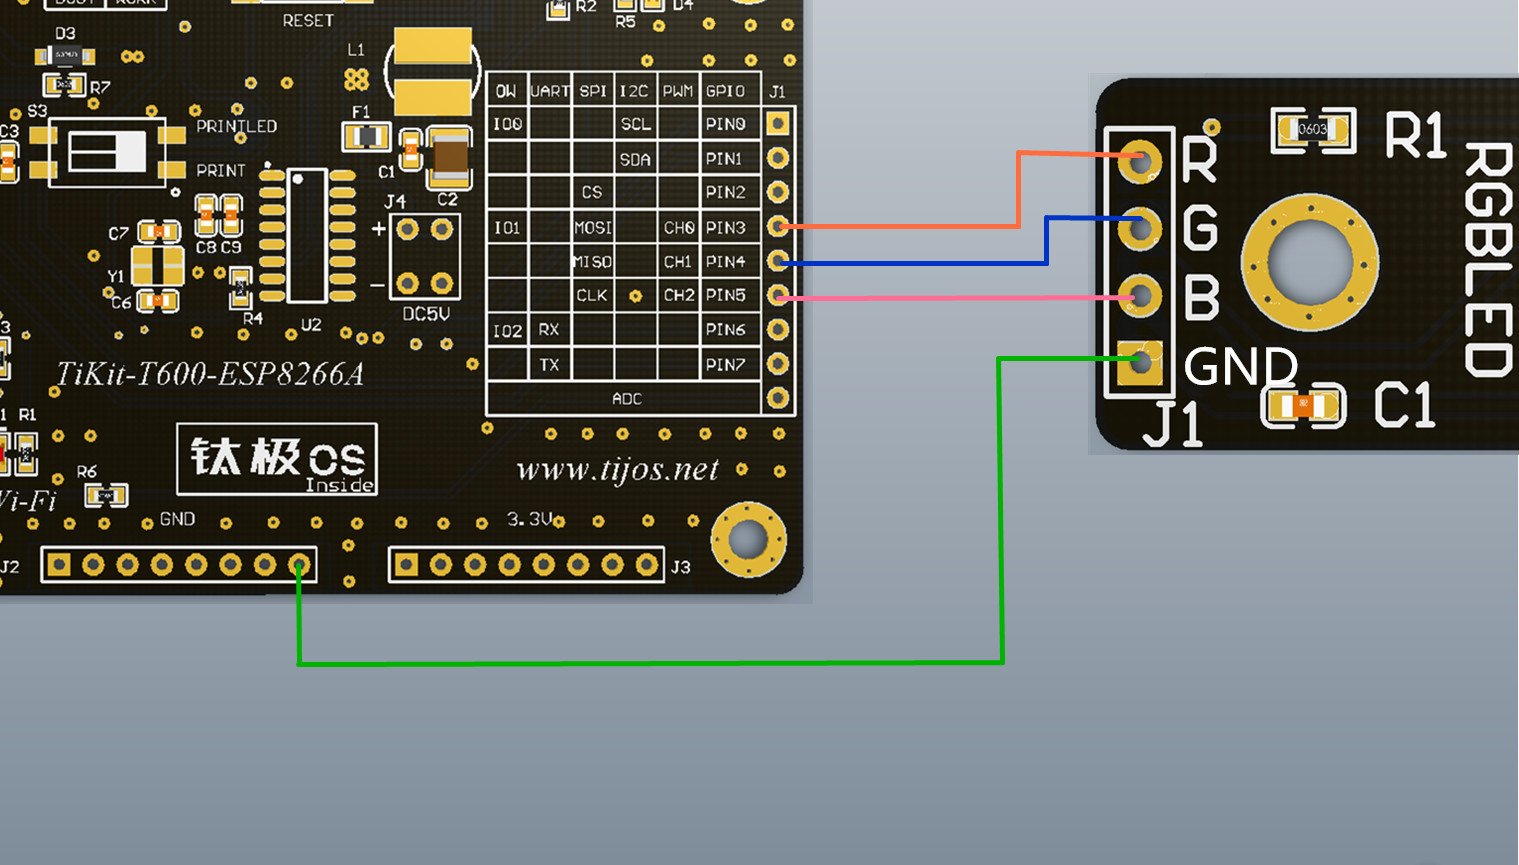 RESET
R2
R5
D4
D3
R7
L1
S3
PRINTLED
PRINT
C3
F1
C1
C2
J4
+
−
DC5V
C7
C8 C9
Y1
C6
R4
U2
OW UART SPI I2C PWM GPIO J1
IO0 SCL PIN0
SDA PIN1
CS PIN2
IO1 MOSI CH0 PIN3
MISO CH1 PIN4
CLK CH2 PIN5
IO2 RX PIN6
TX PIN7
ADC
TiKit-T600-ESP8266A
R1
R6
钛极OS
Inside
www.tijos.net
GND
3.3V
J2
J3
R
G
B
GND
J1
0603
R1
C1
RGBLED